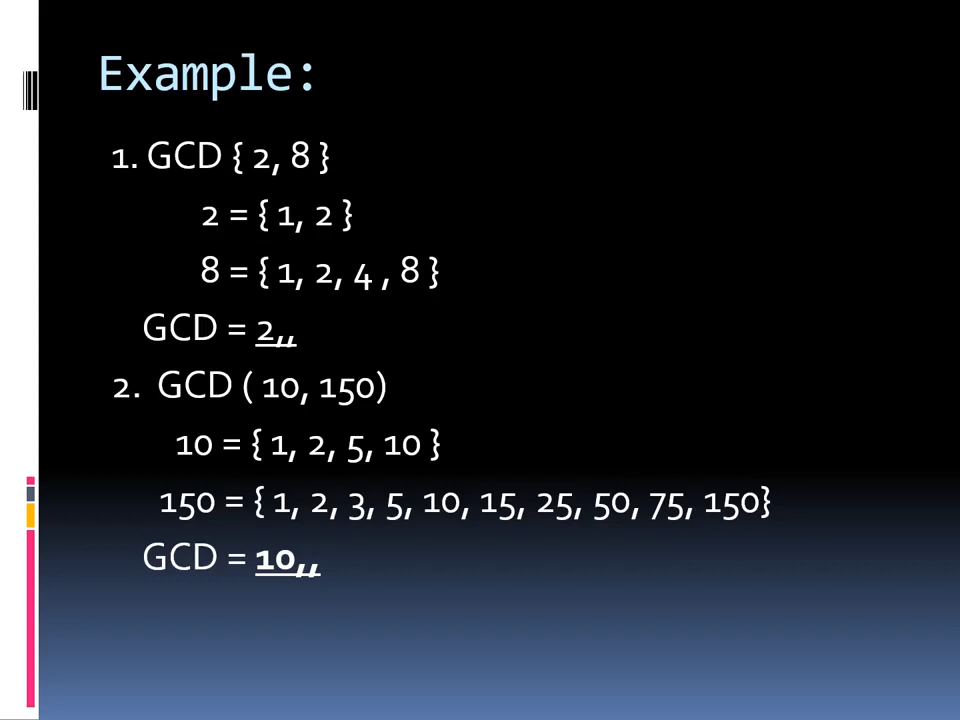 Example:
1. GCD { 2, 8 }
2 = { 1, 2 }
8 = { 1, 2, 4 , 8 }
GCD = 2,,
2. GCD ( 10, 150)
10 = { 1, 2, 5, 10 }
150 = { 1, 2, 3, 5, 10, 15, 25, 50, 75, 150}
GCD = 10,,